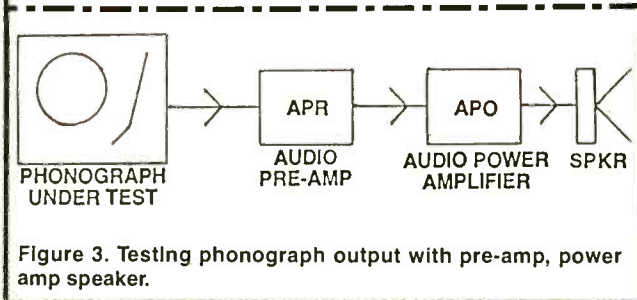 APR
APO
PHONOGRAPH
UNDER TEST
AUDIO
PRE-AMP
AUDIO POWER
AMPLIFIER
SPKR
Figure 3. Testing phonograph output with pre-amp, power
amp speaker.